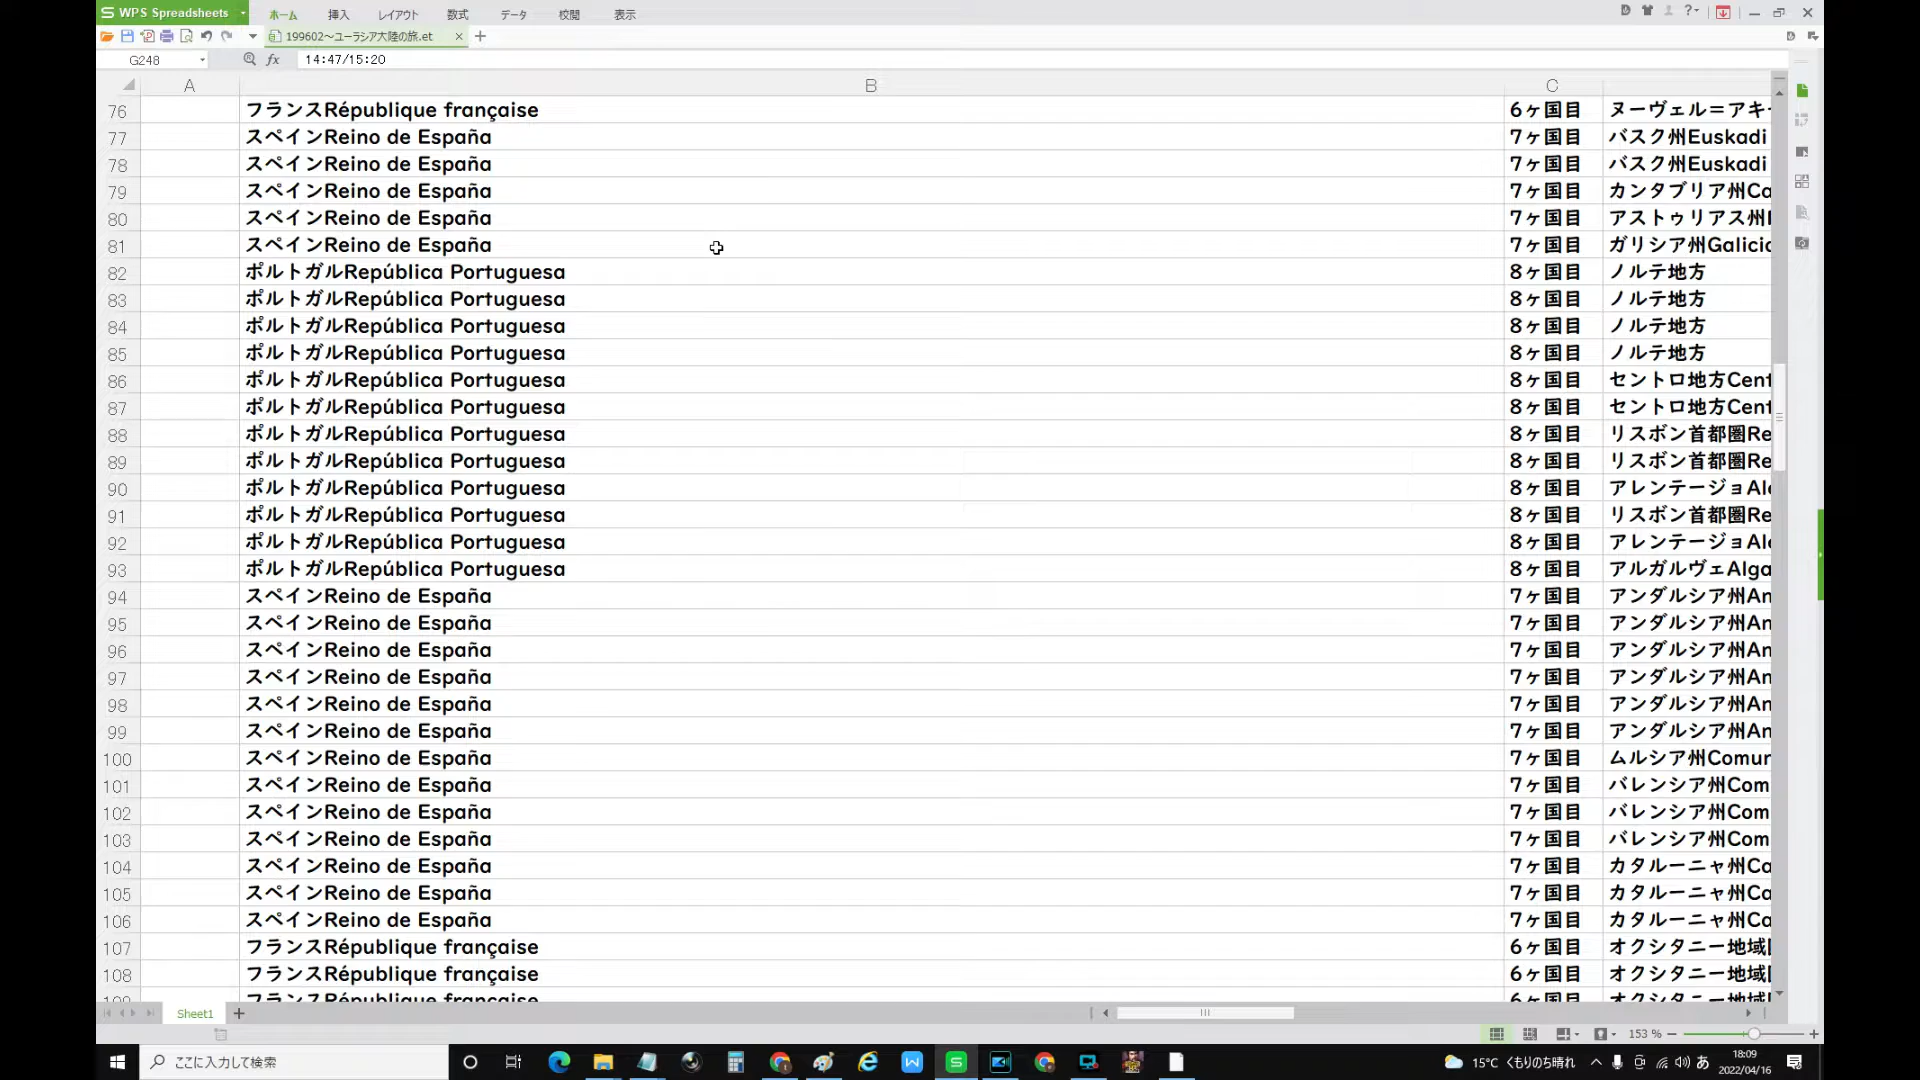 WPS Spreadsheets
ホーム 挿入 レイアウト 数式 データ 校閲 表示
199602～ユーラシア大陸の旅.et
G248 fx 14:47/15:20
A B C
76 フランスRépublique française 6ヶ国目 ヌーヴェル＝アキ
77 スペインReino de España 7ヶ国目 バスク州Euskadi
78 スペインReino de España 7ヶ国目 バスク州Euskadi
79 スペインReino de España 7ヶ国目 カンタブリア州Ca
80 スペインReino de España 7ヶ国目 アストゥリアス州
81 スペインReino de España 7ヶ国目 ガリシア州Galicia
82 ポルトガルRepública Portuguesa 8ヶ国目 ノルテ地方
83 ポルトガルRepública Portuguesa 8ヶ国目 ノルテ地方
84 ポルトガルRepública Portuguesa 8ヶ国目 ノルテ地方
85 ポルトガルRepública Portuguesa 8ヶ国目 ノルテ地方
86 ポルトガルRepública Portuguesa 8ヶ国目 セントロ地方Cent
87 ポルトガルRepública Portuguesa 8ヶ国目 セントロ地方Cent
88 ポルトガルRepública Portuguesa 8ヶ国目 リスボン首都圏Re
89 ポルトガルRepública Portuguesa 8ヶ国目 リスボン首都圏Re
90 ポルトガルRepública Portuguesa 8ヶ国目 アレンテージョAle
91 ポルトガルRepública Portuguesa 8ヶ国目 リスボン首都圏Re
92 ポルトガルRepública Portuguesa 8ヶ国目 アレンテージョAle
93 ポルトガルRepública Portuguesa 8ヶ国目 アルガルヴェAlga
94 スペインReino de España 7ヶ国目 アンダルシア州An
95 スペインReino de España 7ヶ国目 アンダルシア州An
96 スペインReino de España 7ヶ国目 アンダルシア州An
97 スペインReino de España 7ヶ国目 アンダルシア州An
98 スペインReino de España 7ヶ国目 アンダルシア州An
99 スペインReino de España 7ヶ国目 アンダルシア州An
100 スペインReino de España 7ヶ国目 ムルシア州Comun
101 スペインReino de España 7ヶ国目 バレンシア州Com
102 スペインReino de España 7ヶ国目 バレンシア州Com
103 スペインReino de España 7ヶ国目 バレンシア州Com
104 スペインReino de España 7ヶ国目 カタルーニャ州Ca
105 スペインReino de España 7ヶ国目 カタルーニャ州Ca
106 スペインReino de España 7ヶ国目 カタルーニャ州Ca
107 フランスRépublique française 6ヶ国目 オクシタニー地域
108 フランスRépublique française 6ヶ国目 オクシタニー地域
109 フランスRépublique française 6ヶ国目 オクシタニー地域
Sheet1
153 %
ここに入力して検索
15°C くもりのち晴れ あ 18:09
2022/04/16